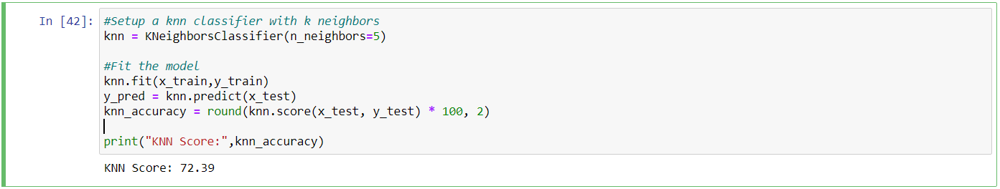 In [42]: #Setup a knn classifier with k neighbors
knn = KNeighborsClassifier(n_neighbors=5)
#Fit the model
knn.fit(x_train,y_train)
y_pred = knn.predict(x_test)
knn_accuracy = round(knn.score(x_test, y_test) * 100, 2)
print("KNN Score:",knn_accuracy)
KNN Score: 72.39